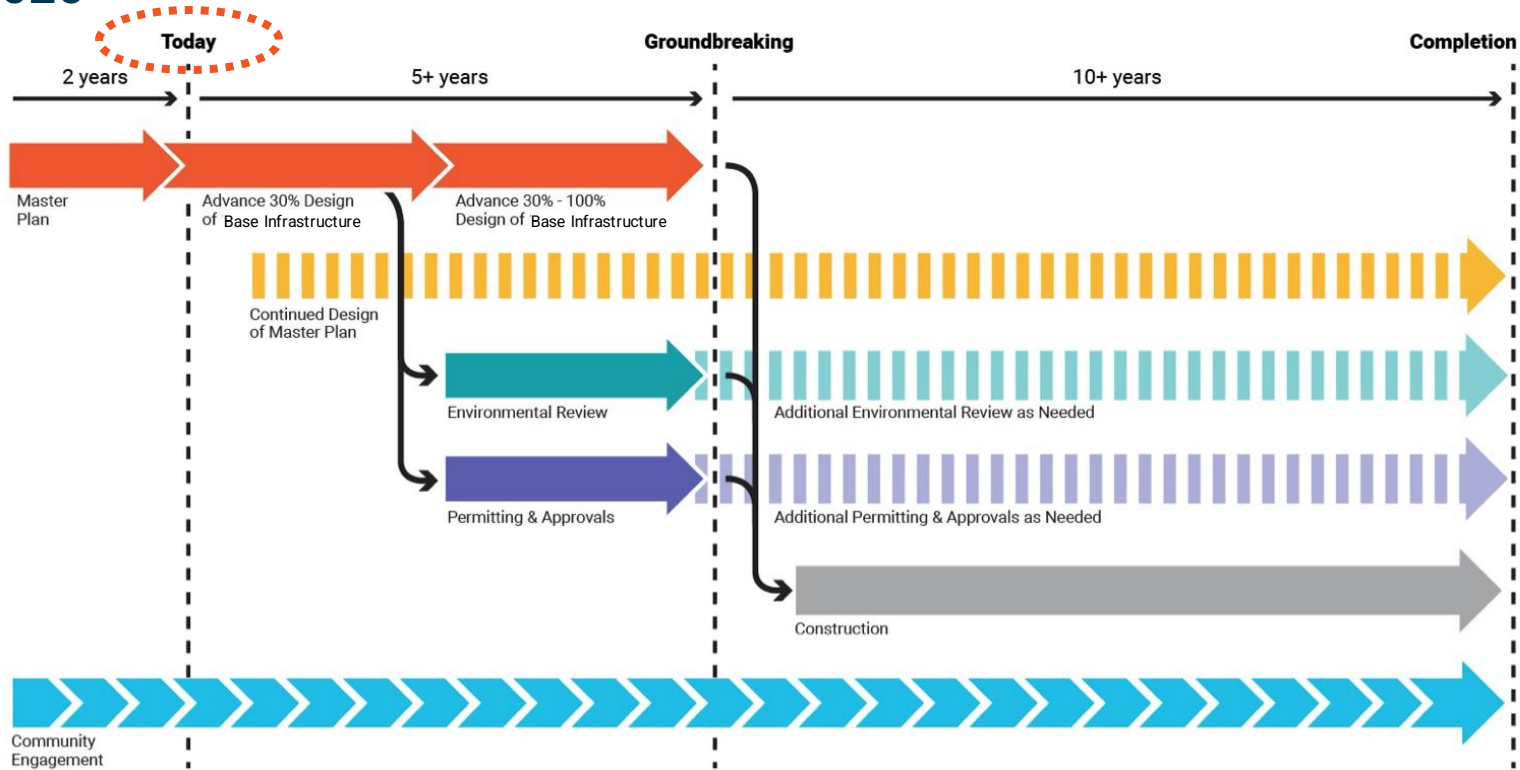 Today
Groundbreaking
Completion
2 years
5+ years
10+ years
Master
Plan
Advance 30% Design
of Base Infrastructure
Advance 30% - 100%
Design of Base Infrastructure
Continued Design
of Master Plan
Environmental Review
Additional Environmental Review as Needed
Permitting & Approvals
Additional Permitting & Approvals as Needed
Construction
Community
Engagement